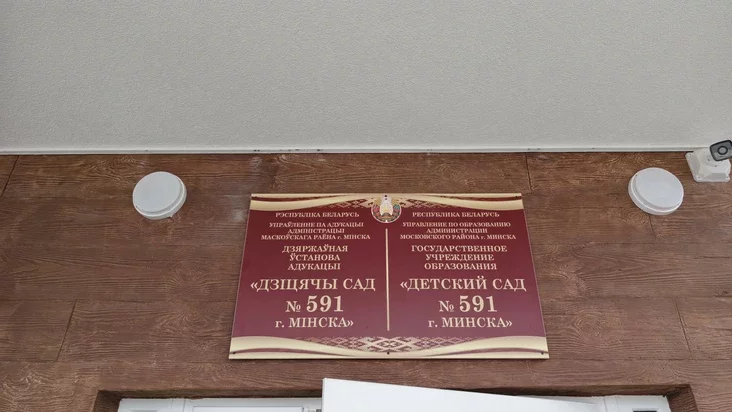 РЭСПУБЛІКА БЕЛАРУСЬ
УПРАЎЛЕННЕ ПА АДУКАЦЫІ
АДМІНІСТРАЦЫІ
МАСКОЎСКАГА РАЁНА г. МІНСКА
ДЗЯРЖАЎНАЯ
ЎСТАНОВА
АДУКАЦЫІ
«ДЗІЦЯЧЫ САД
№ 591
г. МІНСКА»
РЕСПУБЛИКА БЕЛАРУСЬ
УПРАВЛЕНИЕ ПО ОБРАЗОВАНИЮ
АДМИНИСТРАЦИИ
МОСКОВСКОГО РАЙОНА г. МИНСКА
ГОСУДАРСТВЕННОЕ
УЧРЕЖДЕНИЕ
ОБРАЗОВАНИЯ
«ДЕТСКИЙ САД
№ 591
г. МИНСКА»